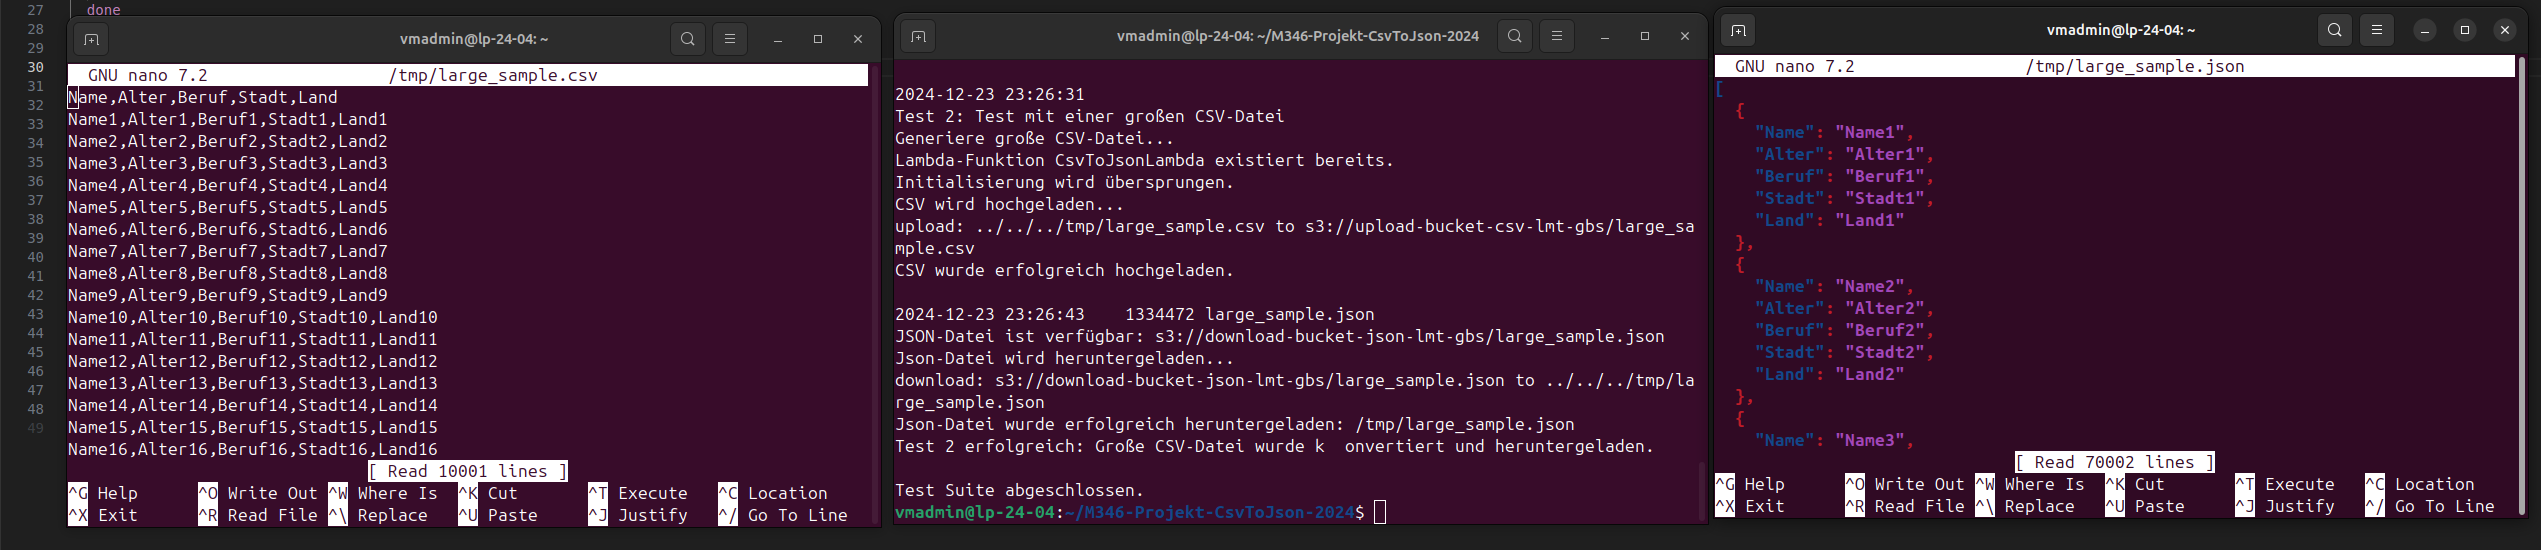 27 done
28
29
30
31
32
33
34
35
36
37
38
39
40
41
42
43
44
45
46
47
48
49
vmadmin@lp-24-04: ~
GNU nano 7.2 /tmp/large_sample.csv
Name,Alter,Beruf,Stadt,Land
Name1,Alter1,Beruf1,Stadt1,Land1
Name2,Alter2,Beruf2,Stadt2,Land2
Name3,Alter3,Beruf3,Stadt3,Land3
Name4,Alter4,Beruf4,Stadt4,Land4
Name5,Alter5,Beruf5,Stadt5,Land5
Name6,Alter6,Beruf6,Stadt6,Land6
Name7,Alter7,Beruf7,Stadt7,Land7
Name8,Alter8,Beruf8,Stadt8,Land8
Name9,Alter9,Beruf9,Stadt9,Land9
Name10,Alter10,Beruf10,Stadt10,Land10
Name11,Alter11,Beruf11,Stadt11,Land11
Name12,Alter12,Beruf12,Stadt12,Land12
Name13,Alter13,Beruf13,Stadt13,Land13
Name14,Alter14,Beruf14,Stadt14,Land14
Name15,Alter15,Beruf15,Stadt15,Land15
Name16,Alter16,Beruf16,Stadt16,Land16
[ Read 10001 lines ]
^G Help ^O Write Out ^W Where Is ^K Cut ^T Execute ^C Location
^X Exit ^R Read File ^\ Replace ^U Paste ^J Justify ^/ Go To Line
vmadmin@lp-24-04: ~/M346-Projekt-CsvToJson-2024
2024-12-23 23:26:31
Test 2: Test mit einer großen CSV-Datei
Generiere große CSV-Datei...
Lambda-Funktion CsvToJsonLambda existiert bereits.
Initialisierung wird übersprungen.
CSV wird hochgeladen...
upload: ../../../tmp/large_sample.csv to s3://upload-bucket-csv-lmt-gbs/large_sa
mple.csv
CSV wurde erfolgreich hochgeladen.
2024-12-23 23:26:43 1334472 large_sample.json
JSON-Datei ist verfügbar: s3://download-bucket-json-lmt-gbs/large_sample.json
Json-Datei wird heruntergeladen...
download: s3://download-bucket-json-lmt-gbs/large_sample.json to ../../../tmp/la
rge_sample.json
Json-Datei wurde erfolgreich heruntergeladen: /tmp/large_sample.json
Test 2 erfolgreich: Große CSV-Datei wurde k  onvertiert und heruntergeladen.
Test Suite abgeschlossen.
vmadmin@lp-24-04:~/M346-Projekt-CsvToJson-2024$
vmadmin@lp-24-04: ~
GNU nano 7.2 /tmp/large_sample.json
[
{
"Name": "Name1",
"Alter": "Alter1",
"Beruf": "Beruf1",
"Stadt": "Stadt1",
"Land": "Land1"
},
{
"Name": "Name2",
"Alter": "Alter2",
"Beruf": "Beruf2",
"Stadt": "Stadt2",
"Land": "Land2"
},
{
"Name": "Name3",
[ Read 70002 lines ]
^G Help ^O Write Out ^W Where Is ^K Cut ^T Execute ^C Location
^X Exit ^R Read File ^\ Replace ^U Paste ^J Justify ^/ Go To Line